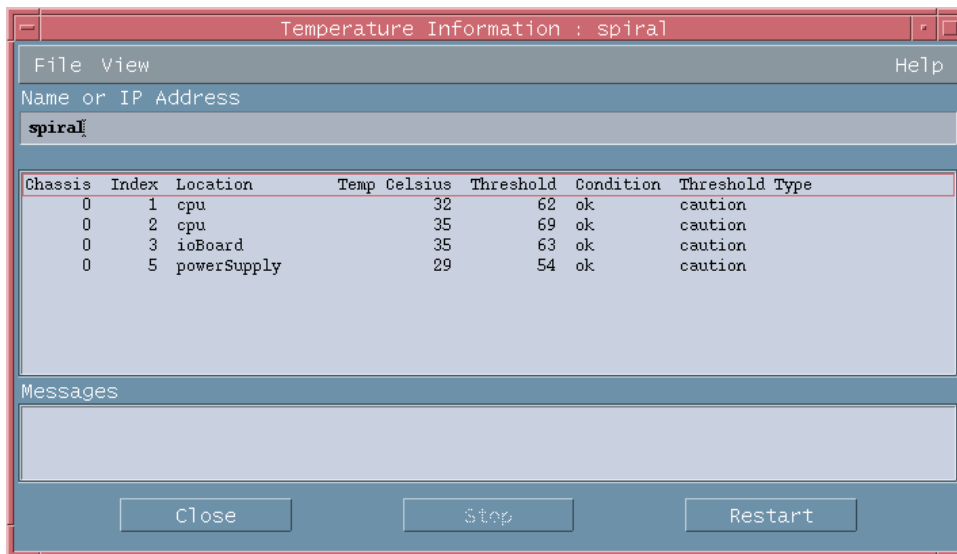 Temperature Information : spiral
File View Help
Name or IP Address
spiral
Chassis Index Location Temp Celsius Threshold Condition Threshold Type
0 1 cpu 32 62 ok caution
0 2 cpu 35 69 ok caution
0 3 ioBoard 35 63 ok caution
0 5 powerSupply 29 54 ok caution
Messages
Close Stop Restart